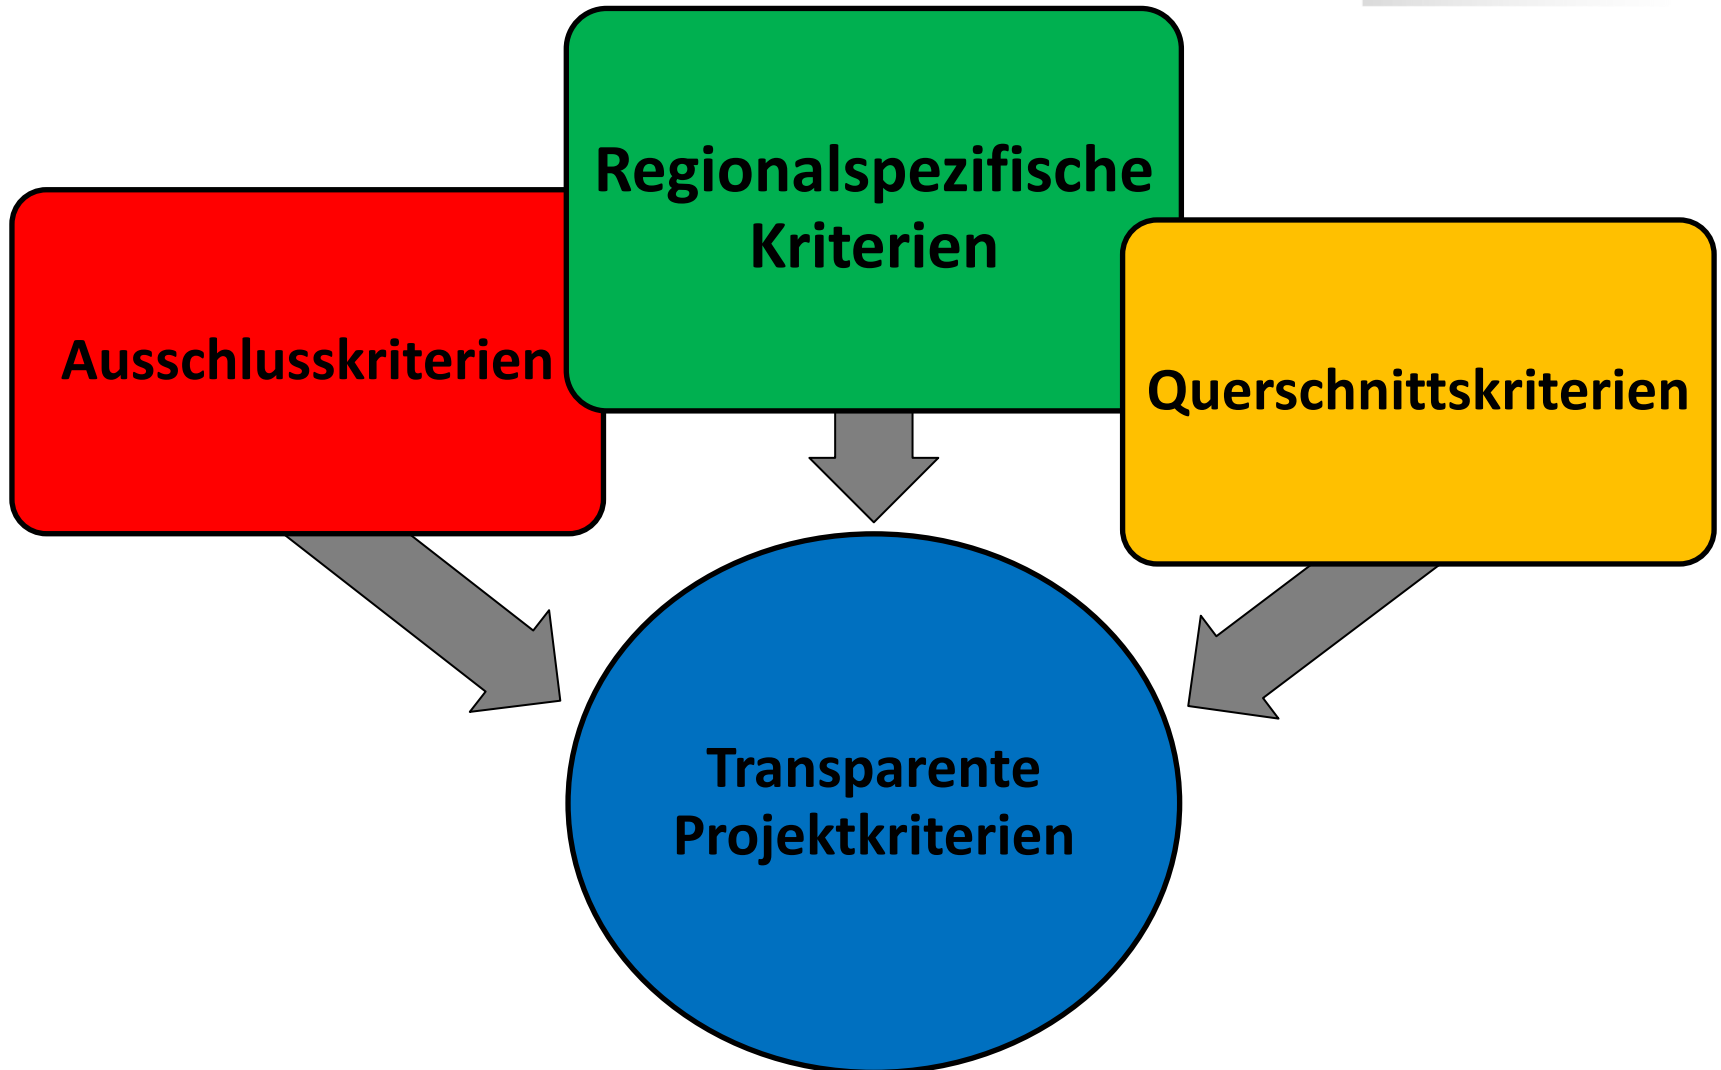 Regionalspezifische
Kriterien
Ausschlusskriterien
Querschnittskriterien
Transparente
Projektkriterien